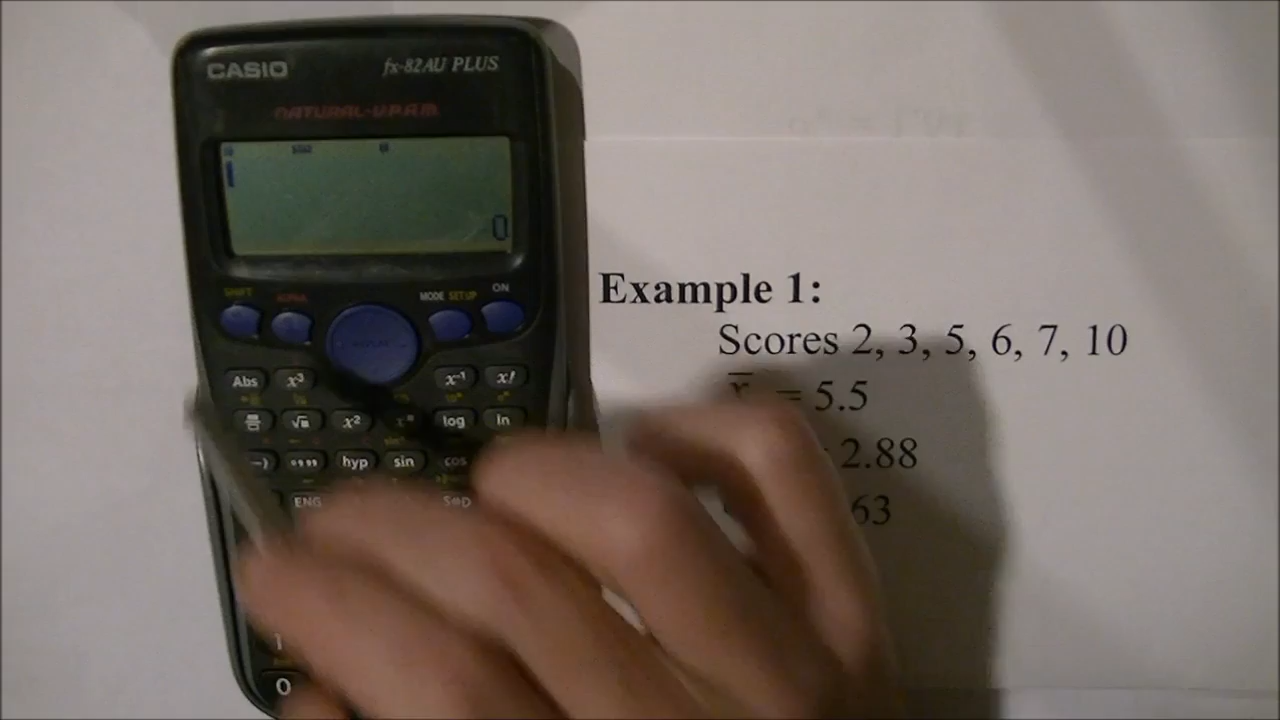 CASIO fx-82AU PLUS
NATURAL-V.P.A.M.
0
SHIFT ALPHA MODE SETUP ON
Abs x³ x⁻¹ x!
x² log ln
hyp sin cos
ENG S⇔D
0
Example 1:
Scores 2, 3, 5, 6, 7, 10
= 5.5
2.88
63